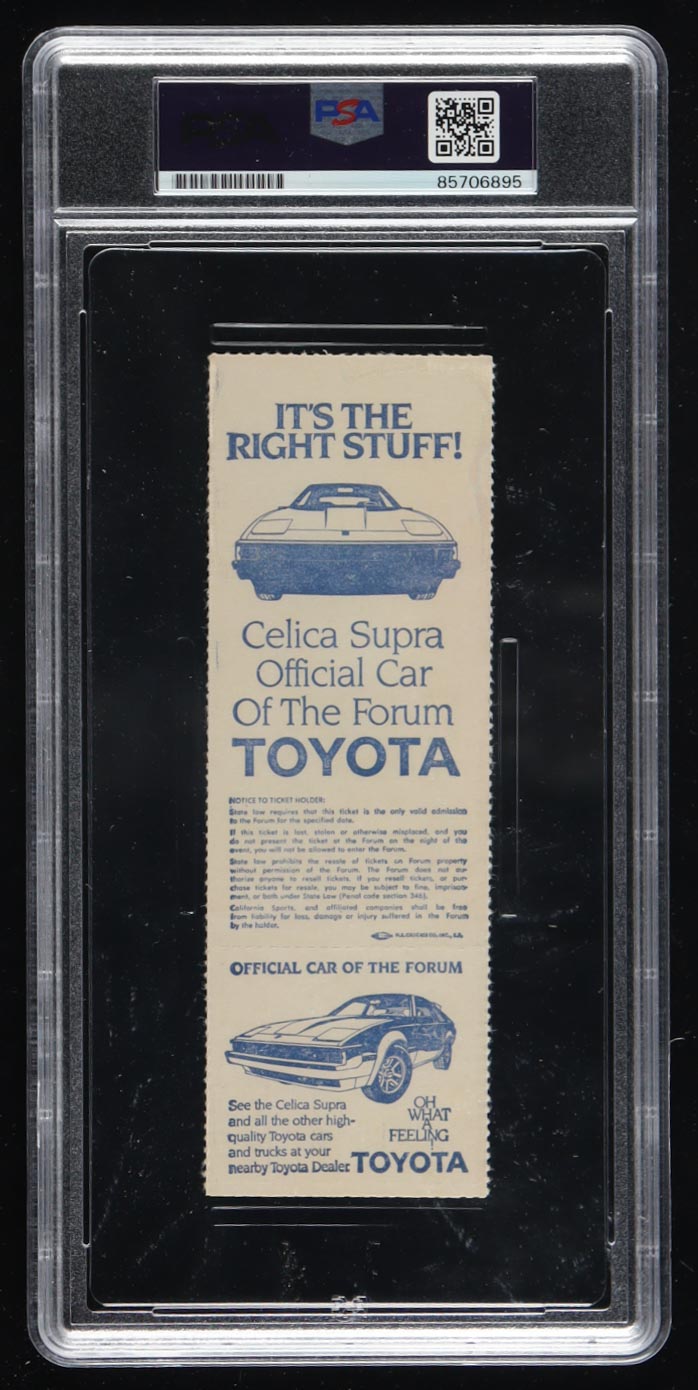 PSA
85706895
IT'S THE
RIGHT STUFF!
Celica Supra
Official Car
Of The Forum
TOYOTA
NOTICE TO TICKET HOLDER:
State law requires that this ticket is the only valid admission
to the Forum for the specified date.
If this ticket is lost, stolen or otherwise misplaced, and you
do not present the ticket at the Forum on the night of the
event, you will not be allowed to enter the Forum.
State law prohibits the resale of tickets on Forum property
without permission of the Forum. The Forum does not au-
thorize anyone to resell tickets. If you resell tickets, or pur-
chase tickets for resale, you may be subject to fine, imprison-
ment, or both under State Law (Penal code section 346).
California Sports, and affiliated companies shall be free
from liability for loss, damage or injury suffered in the Forum
by the holder.
OFFICIAL CAR OF THE FORUM
See the Celica Supra
and all the other high-
quality Toyota cars
and trucks at your
nearby Toyota Dealer.
OH
WHAT
A
FEELING!
TOYOTA